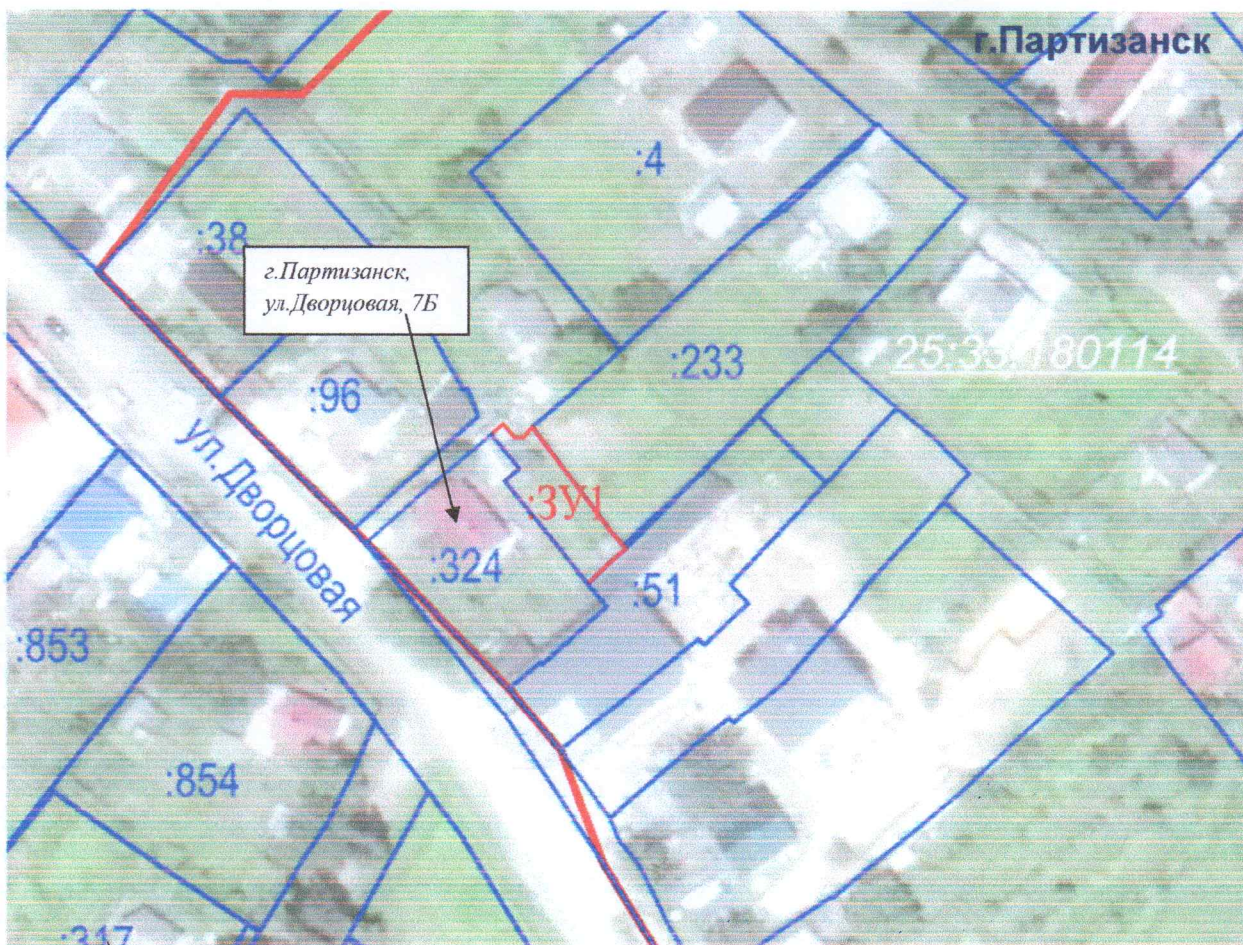 г.Партизанск
:4
:38
г.Партизанск,
ул.Дворцовая, 7Б
:233
25:33:180114
:96
ул.Дворцовая
:ЗУ1
:324
:51
:853
:854
:317